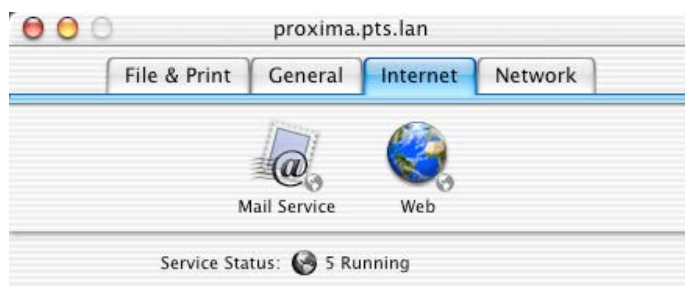 proxima.pts.lan
File & Print General Internet Network
@
Mail Service Web
Service Status: 5 Running